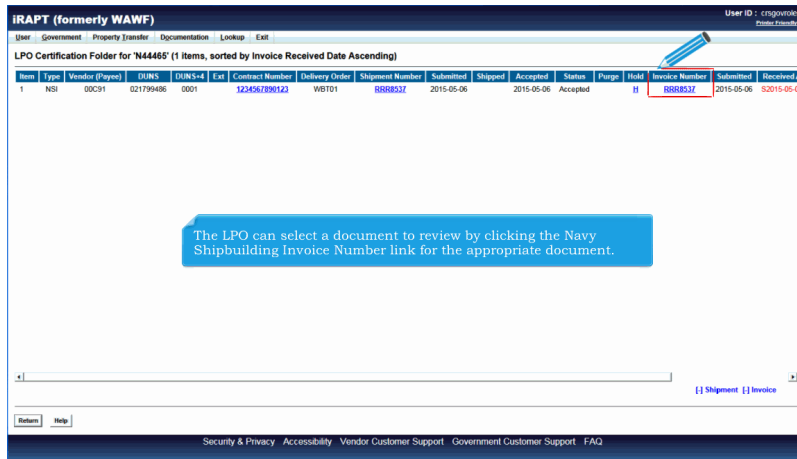 iRAPT (formerly WAWF)
User ID : crsgovrole
Printer Friendly
User Government Property Transfer Documentation Lookup Exit
LPO Certification Folder for 'N44465' (1 items, sorted by Invoice Received Date Ascending)
Item Type Vendor (Payee) DUNS DUNS+4 Ext Contract Number Delivery Order Shipment Number Submitted Shipped Accepted Status Purge Hold Invoice Number Submitted Received
1 NSI 00C91 021799486 0001 1234567890123 WBT01 RRR8537 2015-05-06 2015-05-06 Accepted H RRR8537 2015-05-06 S2015-05-0
The LPO can select a document to review by clicking the Navy
Shipbuilding Invoice Number link for the appropriate document.
[-] Shipment [-] Invoice
Return Help
Security & Privacy Accessibility Vendor Customer Support Government Customer Support FAQ